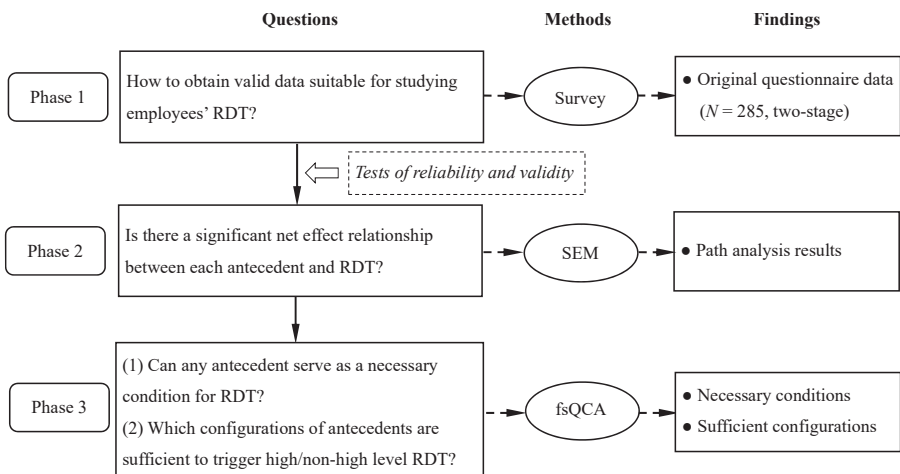 Questions
Methods
Findings
Phase 1
How to obtain valid data suitable for studying
employees’ RDT?
Survey
● Original questionnaire data
(N = 285, two-stage)
Tests of reliability and validity
Phase 2
Is there a significant net effect relationship
between each antecedent and RDT?
SEM
● Path analysis results
Phase 3
(1) Can any antecedent serve as a necessary
condition for RDT?
(2) Which configurations of antecedents are
sufficient to trigger high/non-high level RDT?
fsQCA
● Necessary conditions
● Sufficient configurations